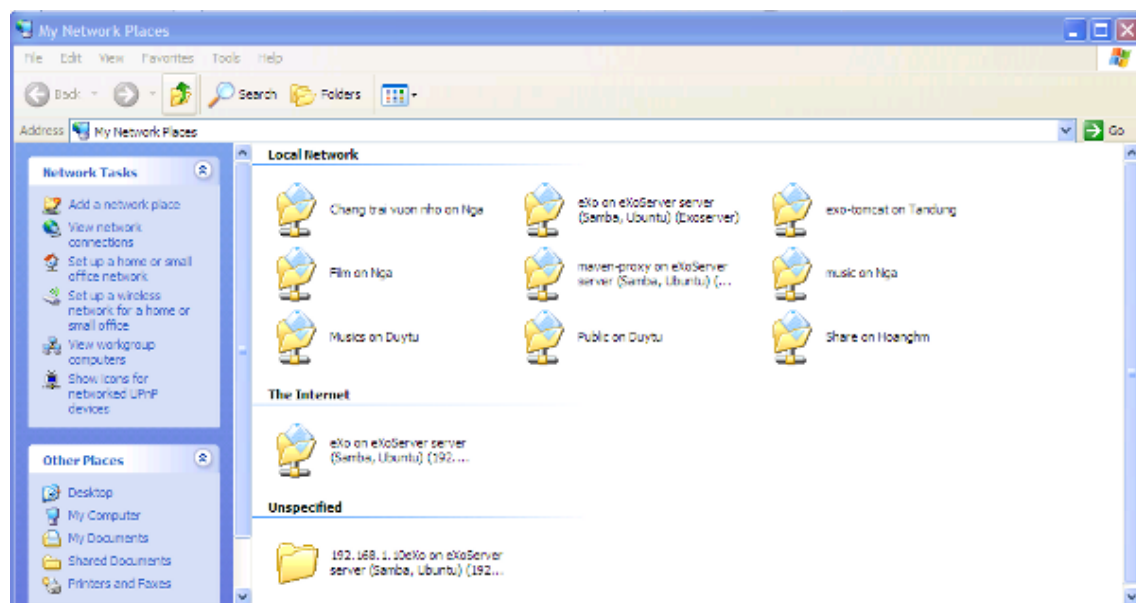 My Network Places
File Edit View Favorites Tools Help
Back Search Folders
Address My Network Places Go
Network Tasks
Add a network place
View network
connections
Set up a home or small
office network
Set up a wireless
network for a home or
small office
View workgroup
computers
Show icons for
networked UPnP
devices
Other Places
Desktop
My Computer
My Documents
Shared Documents
Printers and Faxes
Local Network
Chang trai vuon nho on Nga
eXo on eXoServer server
(Samba, Ubuntu) (Exoserver)
exo-tomcat on Tandung
Film on Nga
maven-proxy on eXoServer
server (Samba, Ubuntu) (...
music on Nga
Musics on Duytu
Public on Duytu
Share on Hoanghm
The Internet
eXo on eXoServer server
(Samba, Ubuntu) (192....
Unspecified
192.168.1.10eXo on eXoServer
server (Samba, Ubuntu) (192...